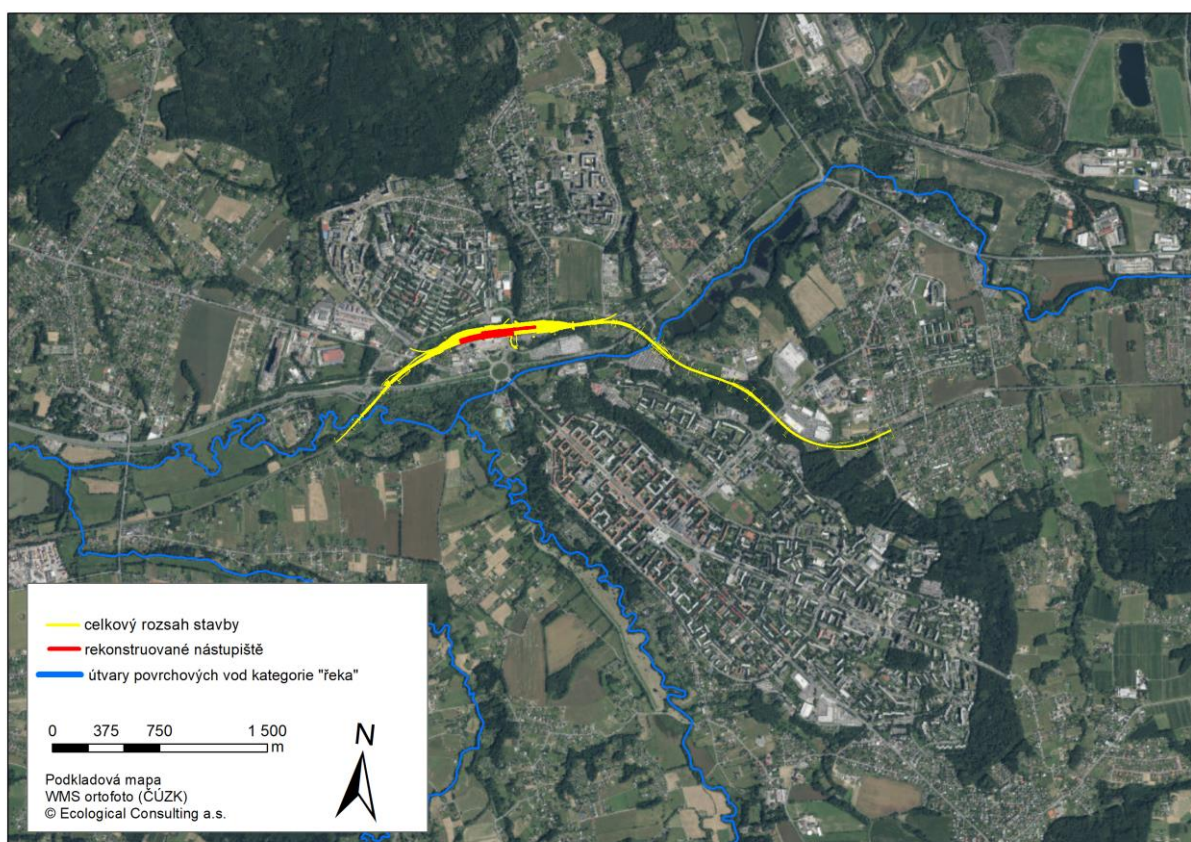 celkový rozsah stavby
rekonstruované nástupiště
útvary povrchových vod kategorie "řeka"
0 375 750 1 500
m
N
Podkladová mapa
WMS ortofoto (ČÚZK)
© Ecological Consulting a.s.